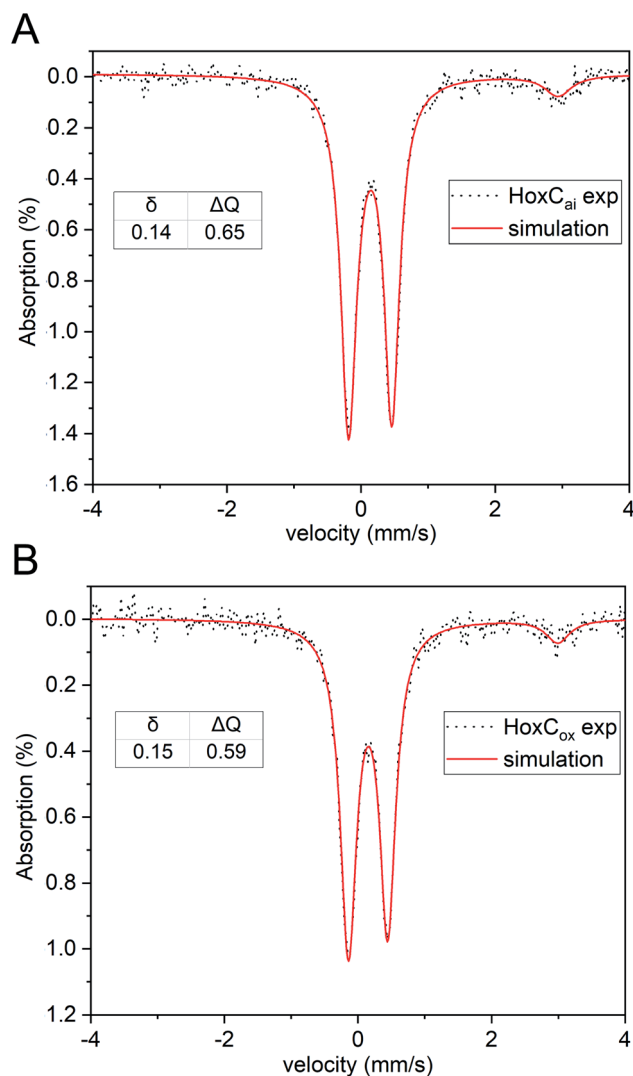 A
Absorption (%)
0.0
0.2
0.4
0.6
0.8
1.0
1.2
1.4
1.6
δ ΔQ
0.14 0.65
HoxCai exp
simulation
-4 -2 0 2 4
velocity (mm/s)
B
Absorption (%)
0.0
0.2
0.4
0.6
0.8
1.0
1.2
δ ΔQ
0.15 0.59
HoxCox exp
simulation
-4 -2 0 2 4
velocity (mm/s)